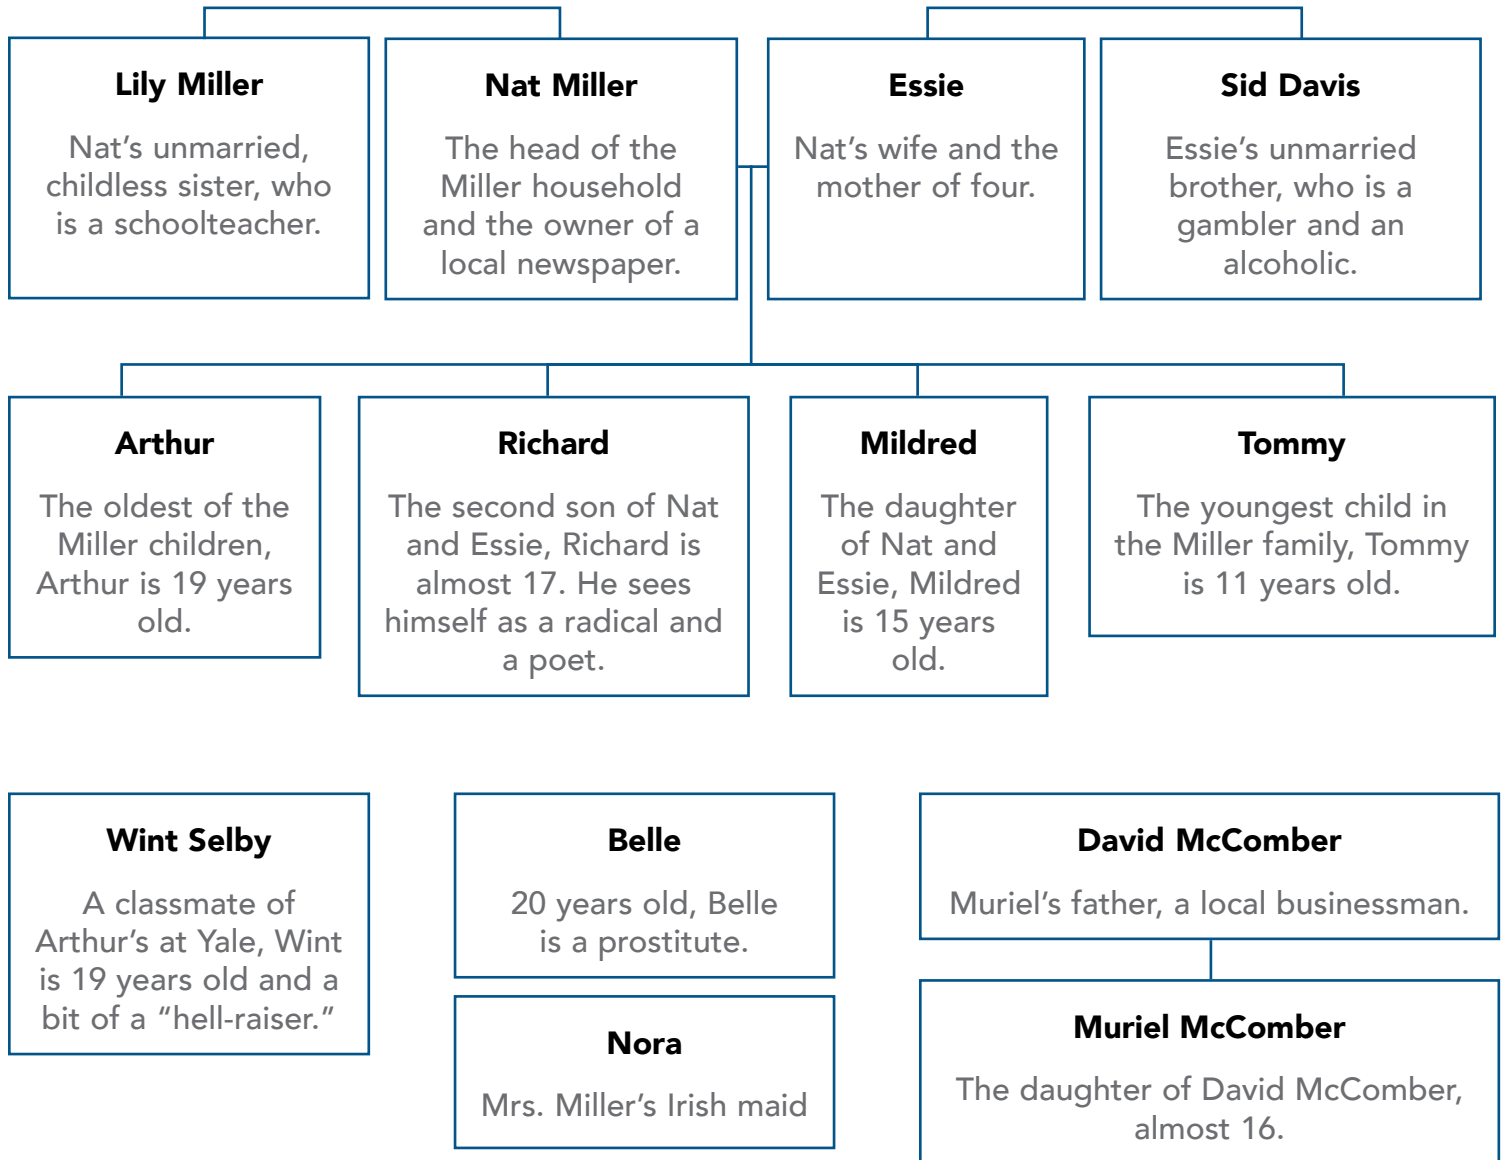 Lily Miller
Nat's unmarried,
childless sister, who
is a schoolteacher.
Nat Miller
The head of the
Miller household
and the owner of a
local newspaper.
Essie
Nat's wife and the
mother of four.
Sid Davis
Essie's unmarried
brother, who is a
gambler and an
alcoholic.
Arthur
The oldest of the
Miller children,
Arthur is 19 years
old.
Richard
The second son of Nat
and Essie, Richard is
almost 17. He sees
himself as a radical and
a poet.
Mildred
The daughter
of Nat and
Essie, Mildred
is 15 years
old.
Tommy
The youngest child in
the Miller family, Tommy
is 11 years old.
Wint Selby
A classmate of
Arthur's at Yale, Wint
is 19 years old and a
bit of a "hell-raiser."
Belle
20 years old, Belle
is a prostitute.
Nora
Mrs. Miller's Irish maid
David McComber
Muriel's father, a local businessman.
Muriel McComber
The daughter of David McComber,
almost 16.